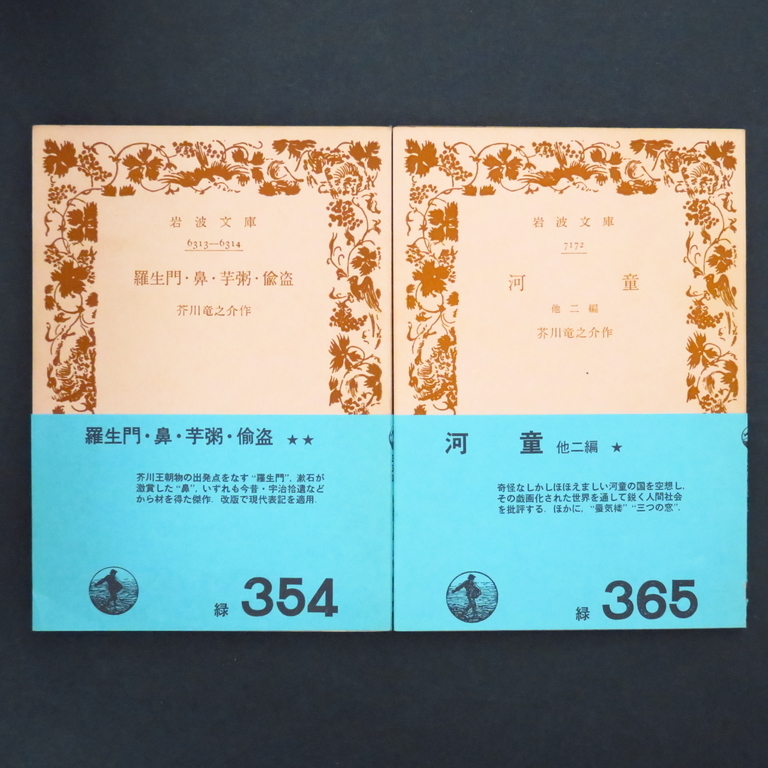 岩波文庫
6313—6314
羅生門・鼻・芋粥・偸盗
芥川竜之介作
羅生門・鼻・芋粥・偸盗 ★★
芥川王朝物の出発点をなす“羅生門”，漱石が
激賞した“鼻”，いずれも今昔・宇治拾遺など
から材を得た傑作．改版で現代表記を適用．
緑 354
岩波文庫
7172
河童
他二編
芥川竜之介作
河童 他二編 ★
奇怪なしかしほほえましい河童の国を空想し，
その戯画化された世界を通して鋭く人間社会
を批評する．ほかに，“蜃気楼”“三つの窓”．
緑 365